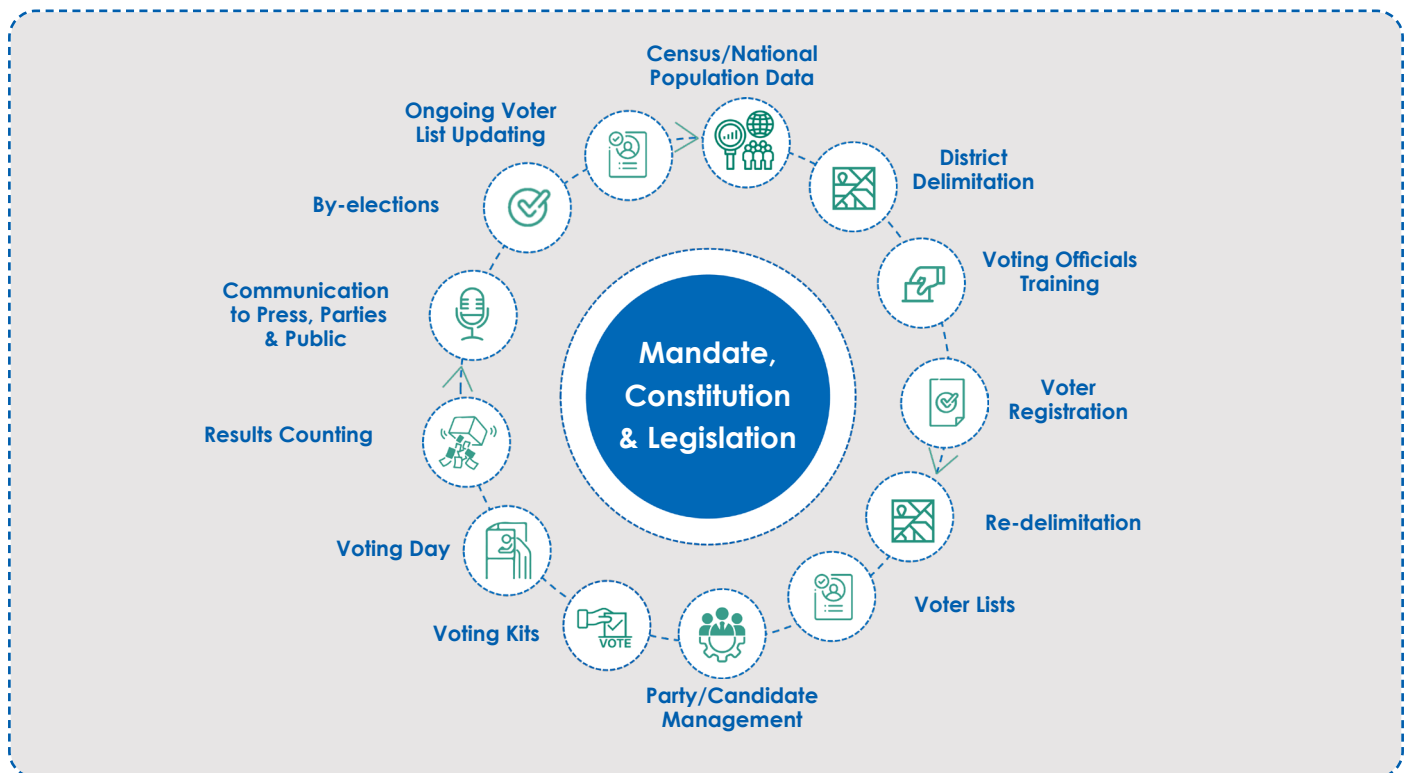 Census/National
Population Data
District
Delimitation
Voting Officials
Training
Voter
Registration
Re-delimitation
Voter Lists
Party/Candidate
Management
Voting Kits
VOTE
Voting Day
Results Counting
Communication
to Press, Parties
& Public
By-elections
Ongoing Voter
List Updating
Mandate,
Constitution
& Legislation